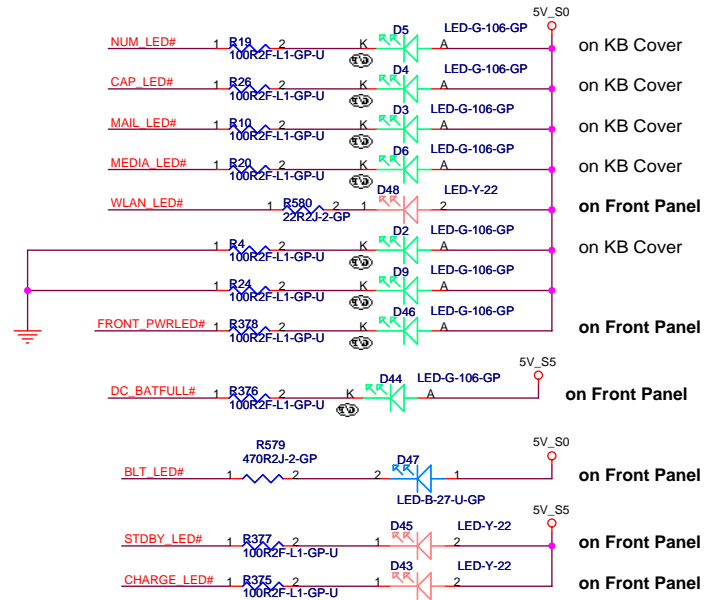 5V_S0
NUM_LED# 1 R19 2 K D5 A LED-G-106-GP on KB Cover
100R2F-L1-GP-U
CAP_LED# 1 R26 2 K D4 A LED-G-106-GP on KB Cover
100R2F-L1-GP-U
MAIL_LED# 1 R10 2 K D3 A LED-G-106-GP on KB Cover
100R2F-L1-GP-U
MEDIA_LED# 1 R20 2 K D6 A LED-G-106-GP on KB Cover
100R2F-L1-GP-U
WLAN_LED# 1 R580 2 1 D48 2 LED-Y-22 on Front Panel
22R2J-2-GP
1 R4 2 K D2 A LED-G-106-GP on KB Cover
100R2F-L1-GP-U
1 R24 2 K D9 A LED-G-106-GP
100R2F-L1-GP-U
FRONT_PWRLED# 1 R378 2 K D46 A LED-G-106-GP on Front Panel
100R2F-L1-GP-U
5V_S5
DC_BATFULL# 1 R376 2 K D44 A LED-G-106-GP on Front Panel
100R2F-L1-GP-U
5V_S0
R579
470R2J-2-GP
BLT_LED# 1 2 2 D47 1 on Front Panel
LED-B-27-U-GP
5V_S5
STDBY_LED# 1 R377 2 1 D45 2 LED-Y-22 on Front Panel
100R2F-L1-GP-U
CHARGE_LED# 1 R375 2 1 D43 2 LED-Y-22 on Front Panel
100R2F-L1-GP-U